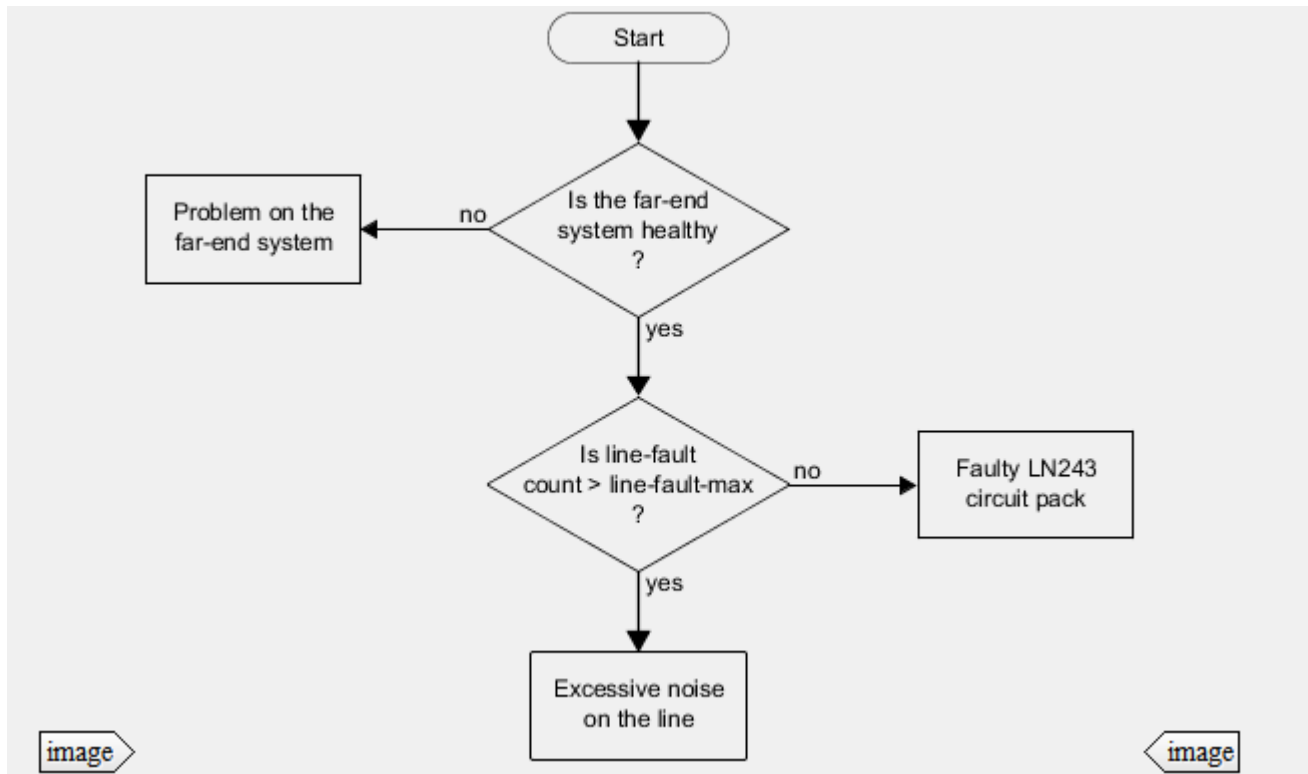 Start
Is the far-end
system healthy
?
no
Problem on the
far-end system
yes
Is line-fault
count > line-fault-max
?
no
Faulty LN243
circuit pack
yes
Excessive noise
on the line
image
image